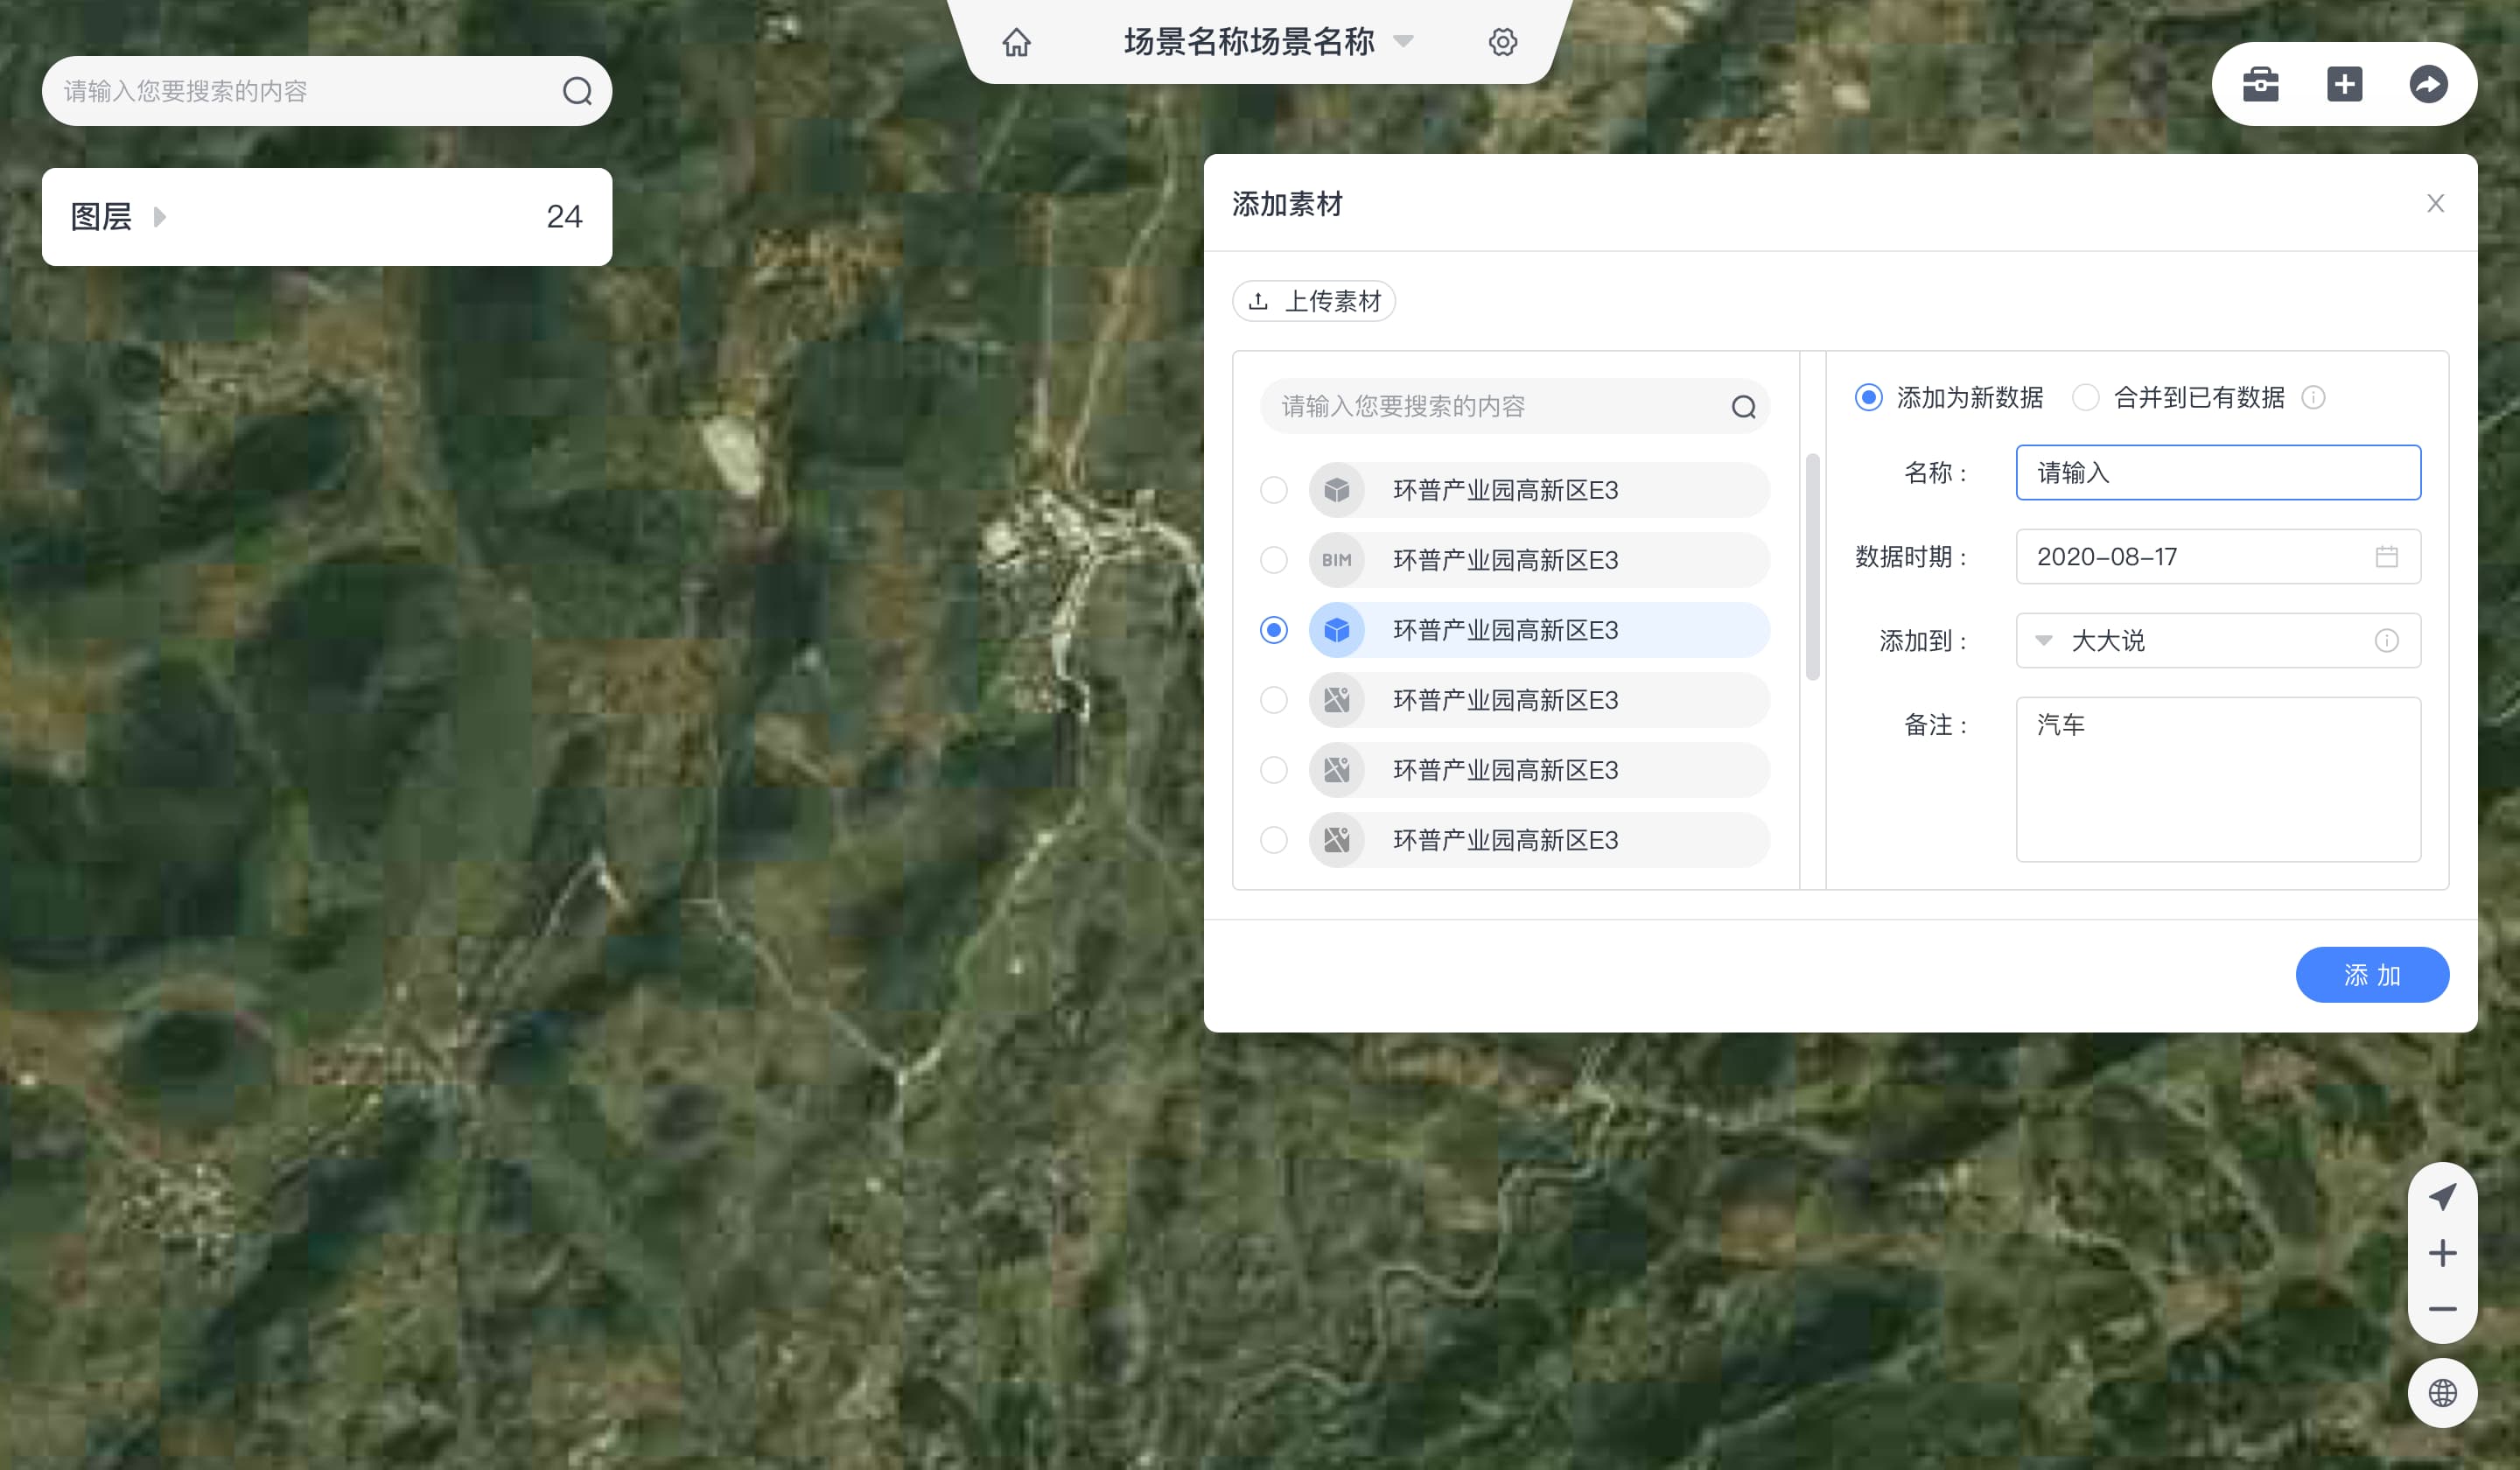 场景名称场景名称
请输入您要搜索的内容
图层 24
添加素材
上传素材
请输入您要搜索的内容
环普产业园高新区E3
BIM 环普产业园高新区E3
环普产业园高新区E3
环普产业园高新区E3
环普产业园高新区E3
环普产业园高新区E3
添加为新数据 合并到已有数据
名称： 请输入
数据时期： 2020-08-17
添加到： 大大说
备注： 汽车
添 加